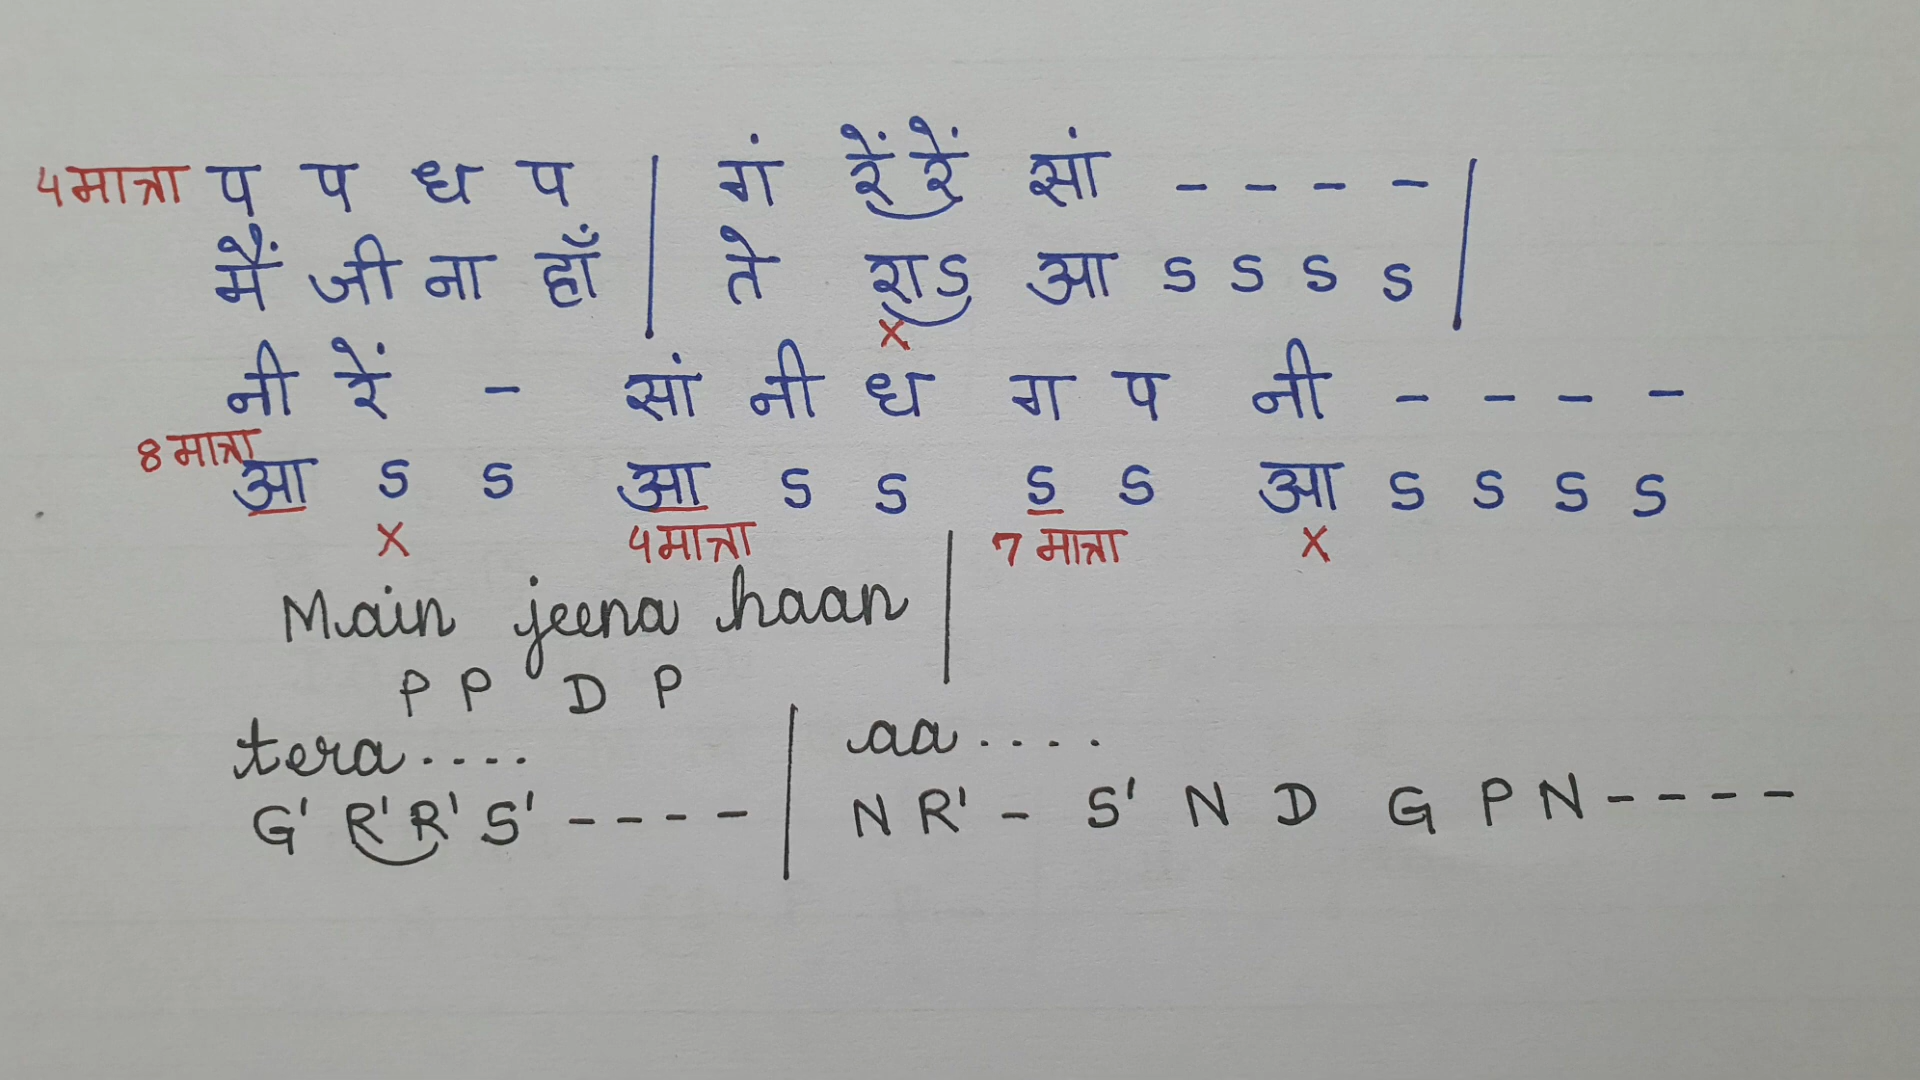 4मात्रा प प ध प | गं रें रें सां - - - - |
मैं जी ना हाँ | ते राऽ आ ऽ ऽ ऽ ऽ |
x
नी रें - सां नी ध ग प नी - - - -
8मात्रा
आ ऽ ऽ आ ऽ ऽ ऽ ऽ आ ऽ ऽ ऽ ऽ
x 4मात्रा 7 मात्रा x
Main jeena haan |
P P D P
tera.... | aa....
G' R' R' S' - - - - | N R' - S' N D G P N - - - -